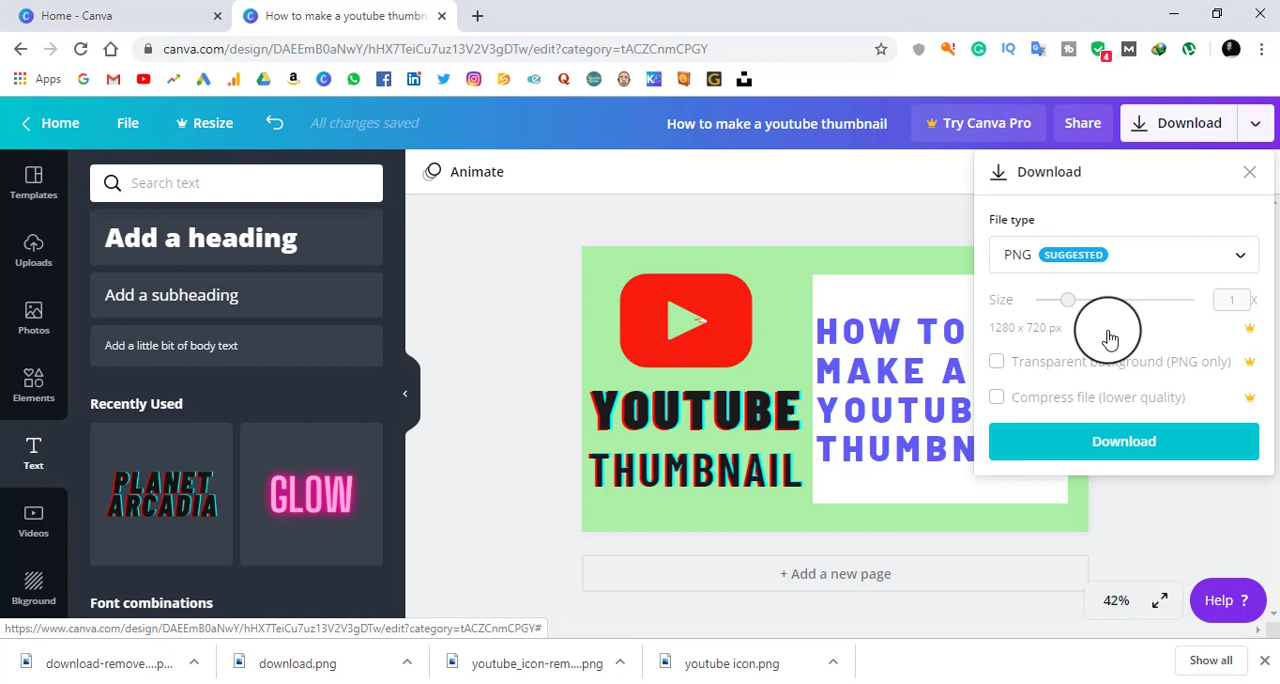 Home - Canva
How to make a youtube thumbn
canva.com/design/DAEEmB0aNwY/hHX7TeiCu7uz13V2V3gDTw/edit?category=tACZCnmCPGY
4
Apps
Home
File
Resize
All changes saved
How to make a youtube thumbnail
Try Canva Pro
Share
Download
Templates
Uploads
Photos
Elements
Text
Videos
Bkground
Search text
Add a heading
Add a subheading
Add a little bit of body text
Recently Used
PLANET
ARCADIA
GLOW
Font combinations
Animate
YOUTUBE
THUMBNAIL
HOW TO
MAKE A
YOUTUB
THUMBN
+ Add a new page
Download
File type
PNG SUGGESTED
Size 1 X
1280 x 720 px
Transparent background (PNG only)
Compress file (lower quality)
Download
42%
Help ?
https://www.canva.com/design/DAEEmB0aNwY/hHX7TeiCu7uz13V2V3gDTw/edit?category=tACZCnmCPGY#
download-remove....p...
download.png
youtube_icon-rem....png
youtube icon.png
Show all